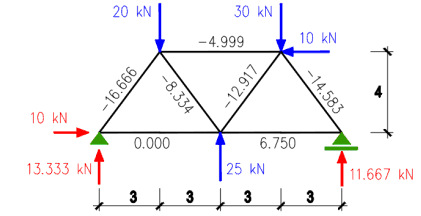 20 kN
30 kN
-4.999
10 kN
-16.666
-8.334
-12.917
-14.583
4
10 kN
0.000
6.750
13.333 kN
25 kN
11.667 kN
3
3
3
3